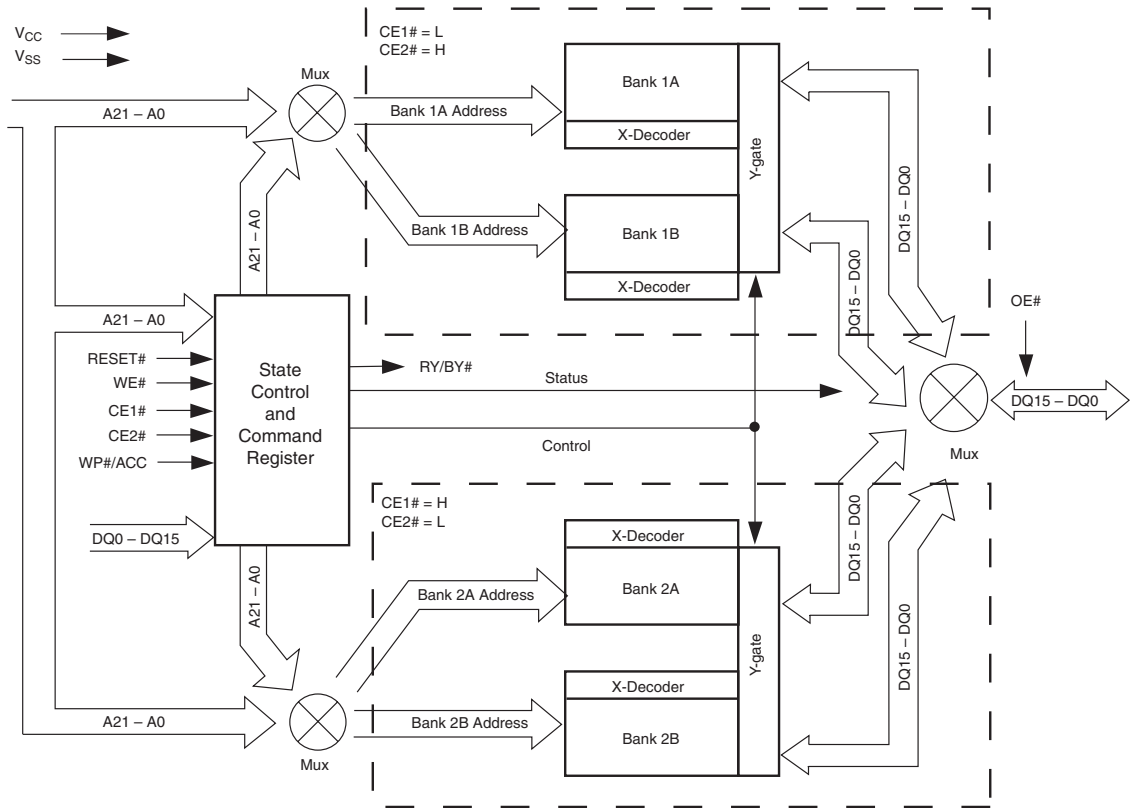 VCC
VSS
CE1# = L
CE2# = H
Mux
A21 – A0
Bank 1A Address
Bank 1A
X-Decoder
Y-gate
DQ15 – DQ0
A21 – A0
Bank 1B Address
Bank 1B
X-Decoder
DQ15 – DQ0
A21 – A0
OE#
RESET#
WE#
CE1#
CE2#
WP#/ACC
DQ0 – DQ15
State
Control
and
Command
Register
RY/BY#
Status
Control
DQ15 – DQ0
Mux
CE1# = H
CE2# = L
X-Decoder
Bank 2A
Bank 2A Address
A21 – A0
Y-gate
DQ15 – DQ0
DQ15 – DQ0
X-Decoder
Bank 2B
Bank 2B Address
A21 – A0
Mux